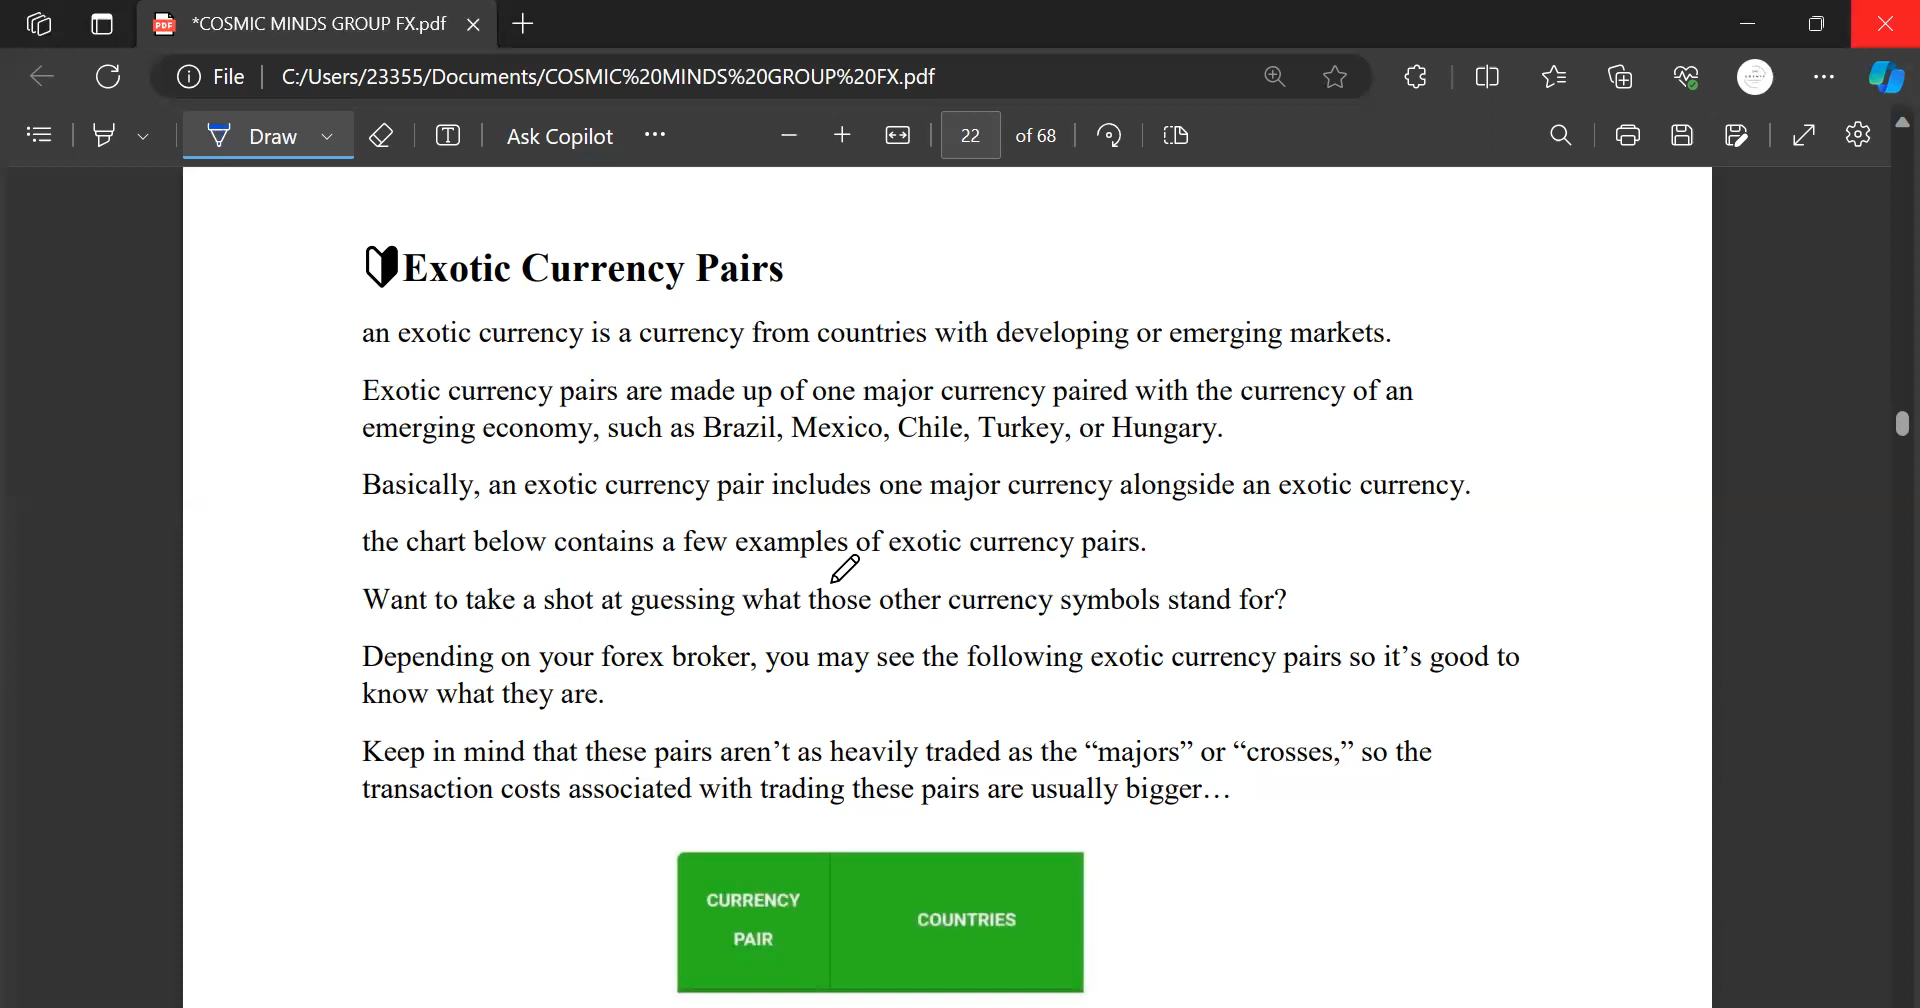 *COSMIC MINDS GROUP FX.pdf
File C:/Users/23355/Documents/COSMIC%20MINDS%20GROUP%20FX.pdf
Draw Ask Copilot 22 of 68
Exotic Currency Pairs
an exotic currency is a currency from countries with developing or emerging markets.
Exotic currency pairs are made up of one major currency paired with the currency of an
emerging economy, such as Brazil, Mexico, Chile, Turkey, or Hungary.
Basically, an exotic currency pair includes one major currency alongside an exotic currency.
the chart below contains a few examples of exotic currency pairs.
Want to take a shot at guessing what those other currency symbols stand for?
Depending on your forex broker, you may see the following exotic currency pairs so it’s good to
know what they are.
Keep in mind that these pairs aren’t as heavily traded as the “majors” or “crosses,” so the
transaction costs associated with trading these pairs are usually bigger…
CURRENCY
PAIR
COUNTRIES